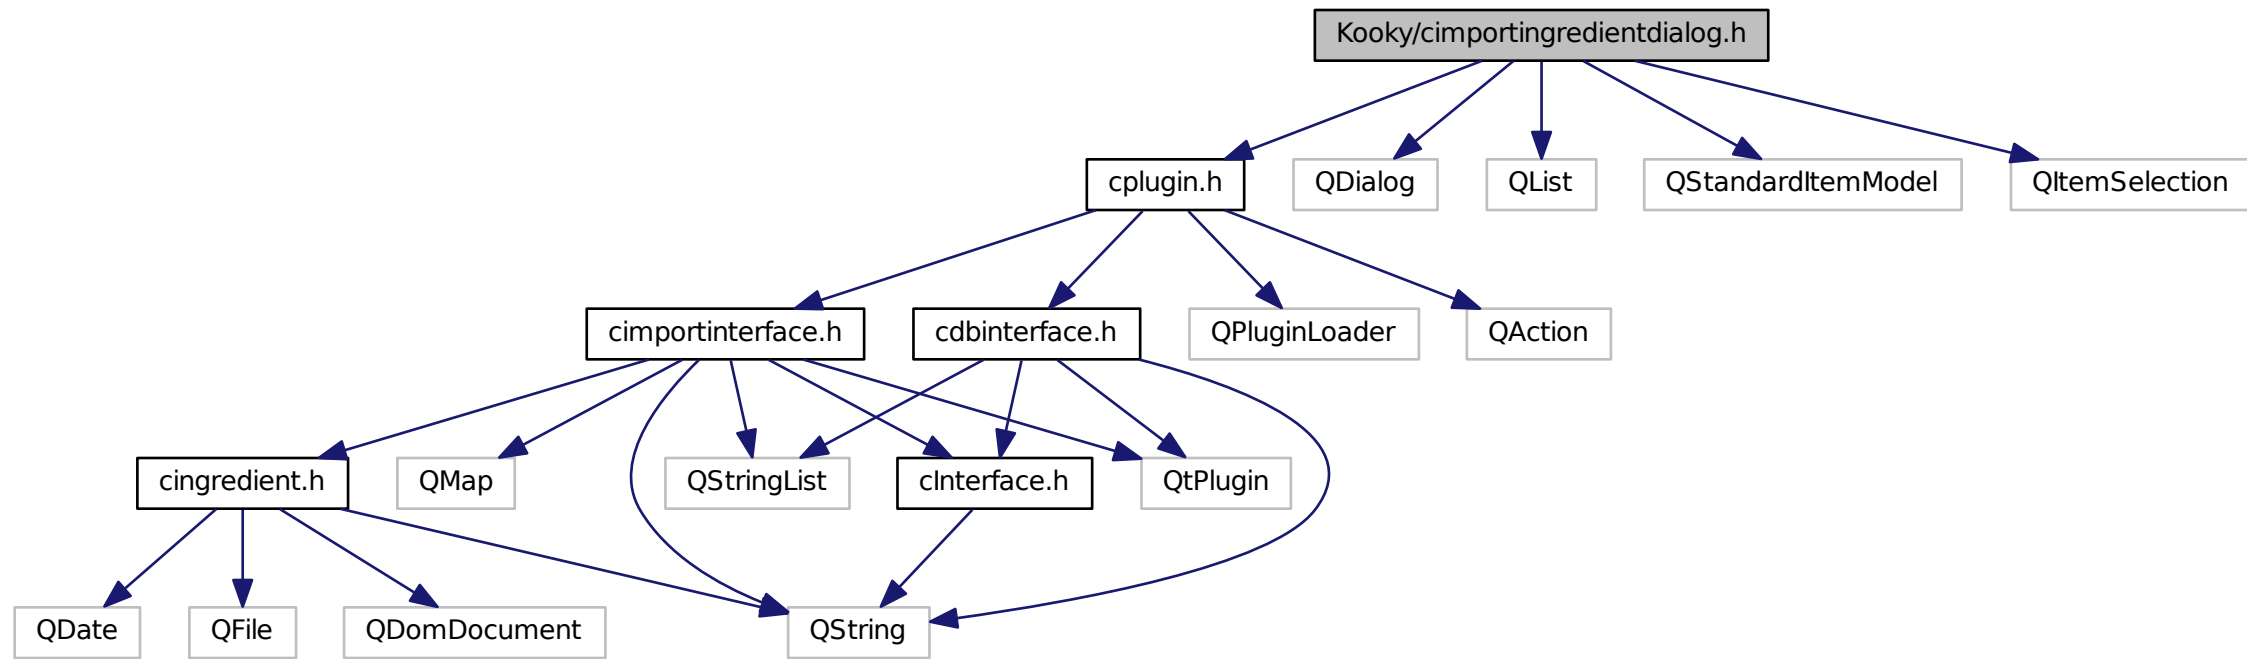 Kooky/cimportingredientdialog.h
cplugin.h
QDialog
QList
QStandardItemModel
QItemSelection
cimportinterface.h
cdbinterface.h
QPluginLoader
QAction
cingredient.h
QMap
QStringList
cInterface.h
QtPlugin
QDate
QFile
QDomDocument
QString